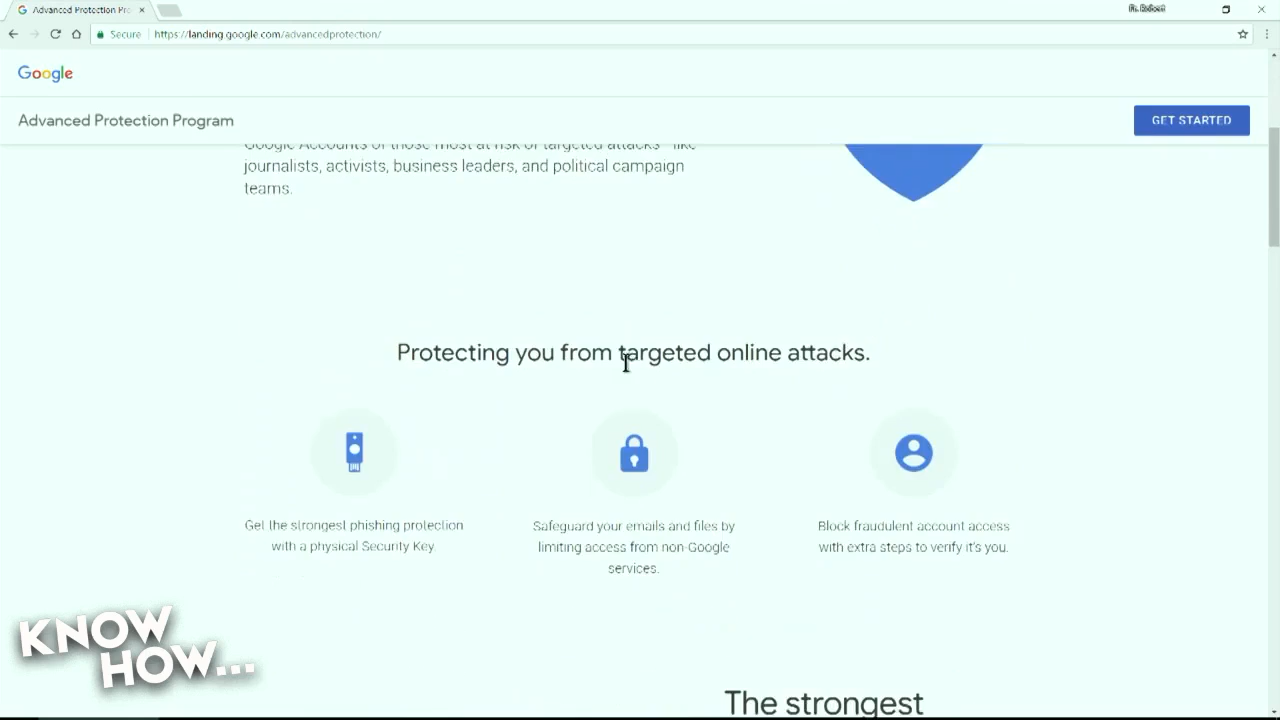 Advanced Protection Pro
Secure
https://landing.google.com/advancedprotection/
Google
Advanced Protection Program
GET STARTED
Google Accounts of those most at risk of targeted attacks - like
journalists, activists, business leaders, and political campaign
teams.
Protecting you from targeted online attacks.
Get the strongest phishing protection
with a physical Security Key.
Safeguard your emails and files by
limiting access from non-Google
services.
Block fraudulent account access
with extra steps to verify it's you.
KNOW
HOW...
The strongest